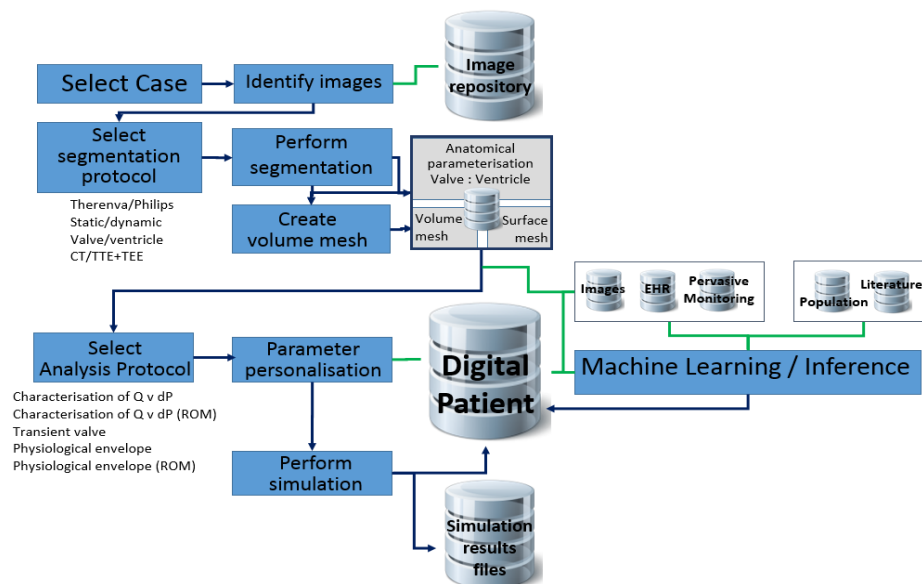 Select Case
Identify images
Image
repository
Select
segmentation
protocol
Perform
segmentation
Anatomical
parameterisation
Valve : Ventricle
Therenva/Philips
Static/dynamic
Valve/ventricle
CT/TTE+TEE
Create
volume mesh
Volume
mesh
Surface
mesh
Images
EHR
Pervasive
Monitoring
Population
Literature
Select
Analysis Protocol
Parameter
personalisation
Digital
Patient
Machine Learning / Inference
Characterisation of Q v dP
Characterisation of Q v dP (ROM)
Transient valve
Physiological envelope
Physiological envelope (ROM)
Perform
simulation
Simulation
results
files